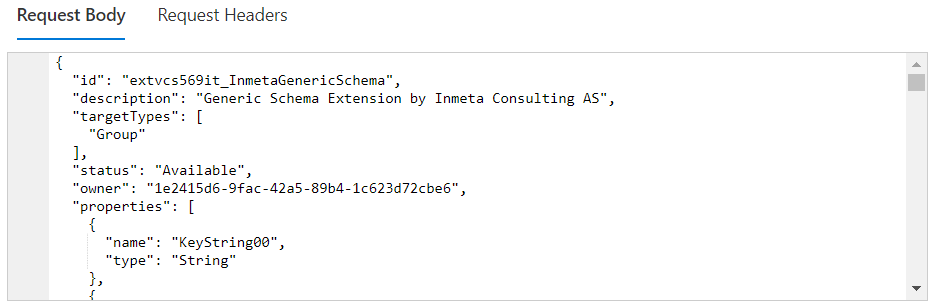 Request Body Request Headers
{
"id": "extvcs569it_InmetaGenericSchema",
"description": "Generic Schema Extension by Inmeta Consulting AS",
"targetTypes": [
"Group"
],
"status": "Available",
"owner": "1e2415d6-9fac-42a5-89b4-1c623d72cbe6",
"properties": [
{
"name": "KeyString00",
"type": "String"
},
{